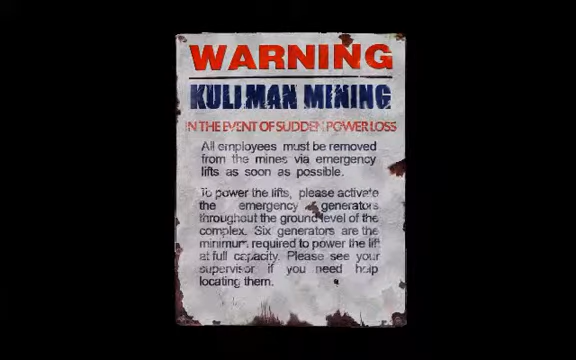 WARNING
KULLMAN MINING
IN THE EVENT OF SUDDEN POWER LOSS
All employees must be removed
from the mines via emergency
lifts as soon as possible.
To power the lifts, please activate
the emergency generators
throughout the ground level of the
complex. Six generators are the
minimum required to power the lift
at full capacity. Please see your
supervisor if you need help
locating them.